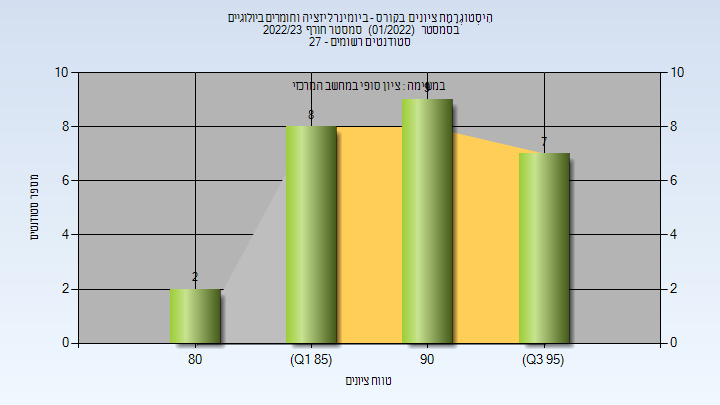 הִיסְטוֹגְרָמַת ציונים בקורס - ביומינרליזציה וחומרים ביולוגיים
בסמסטר (01/2022) סמסטר חורף 2022/23
סטודנטים רשומים - 27
במשימה : ציון סופי במחשב המרכזי
10 10
9
8 8 8
7
6 6
4 4
2 2 2
0 0
80 (Q1 85) 90 (Q3 95)
מספר סטודנטים
טווח ציונים